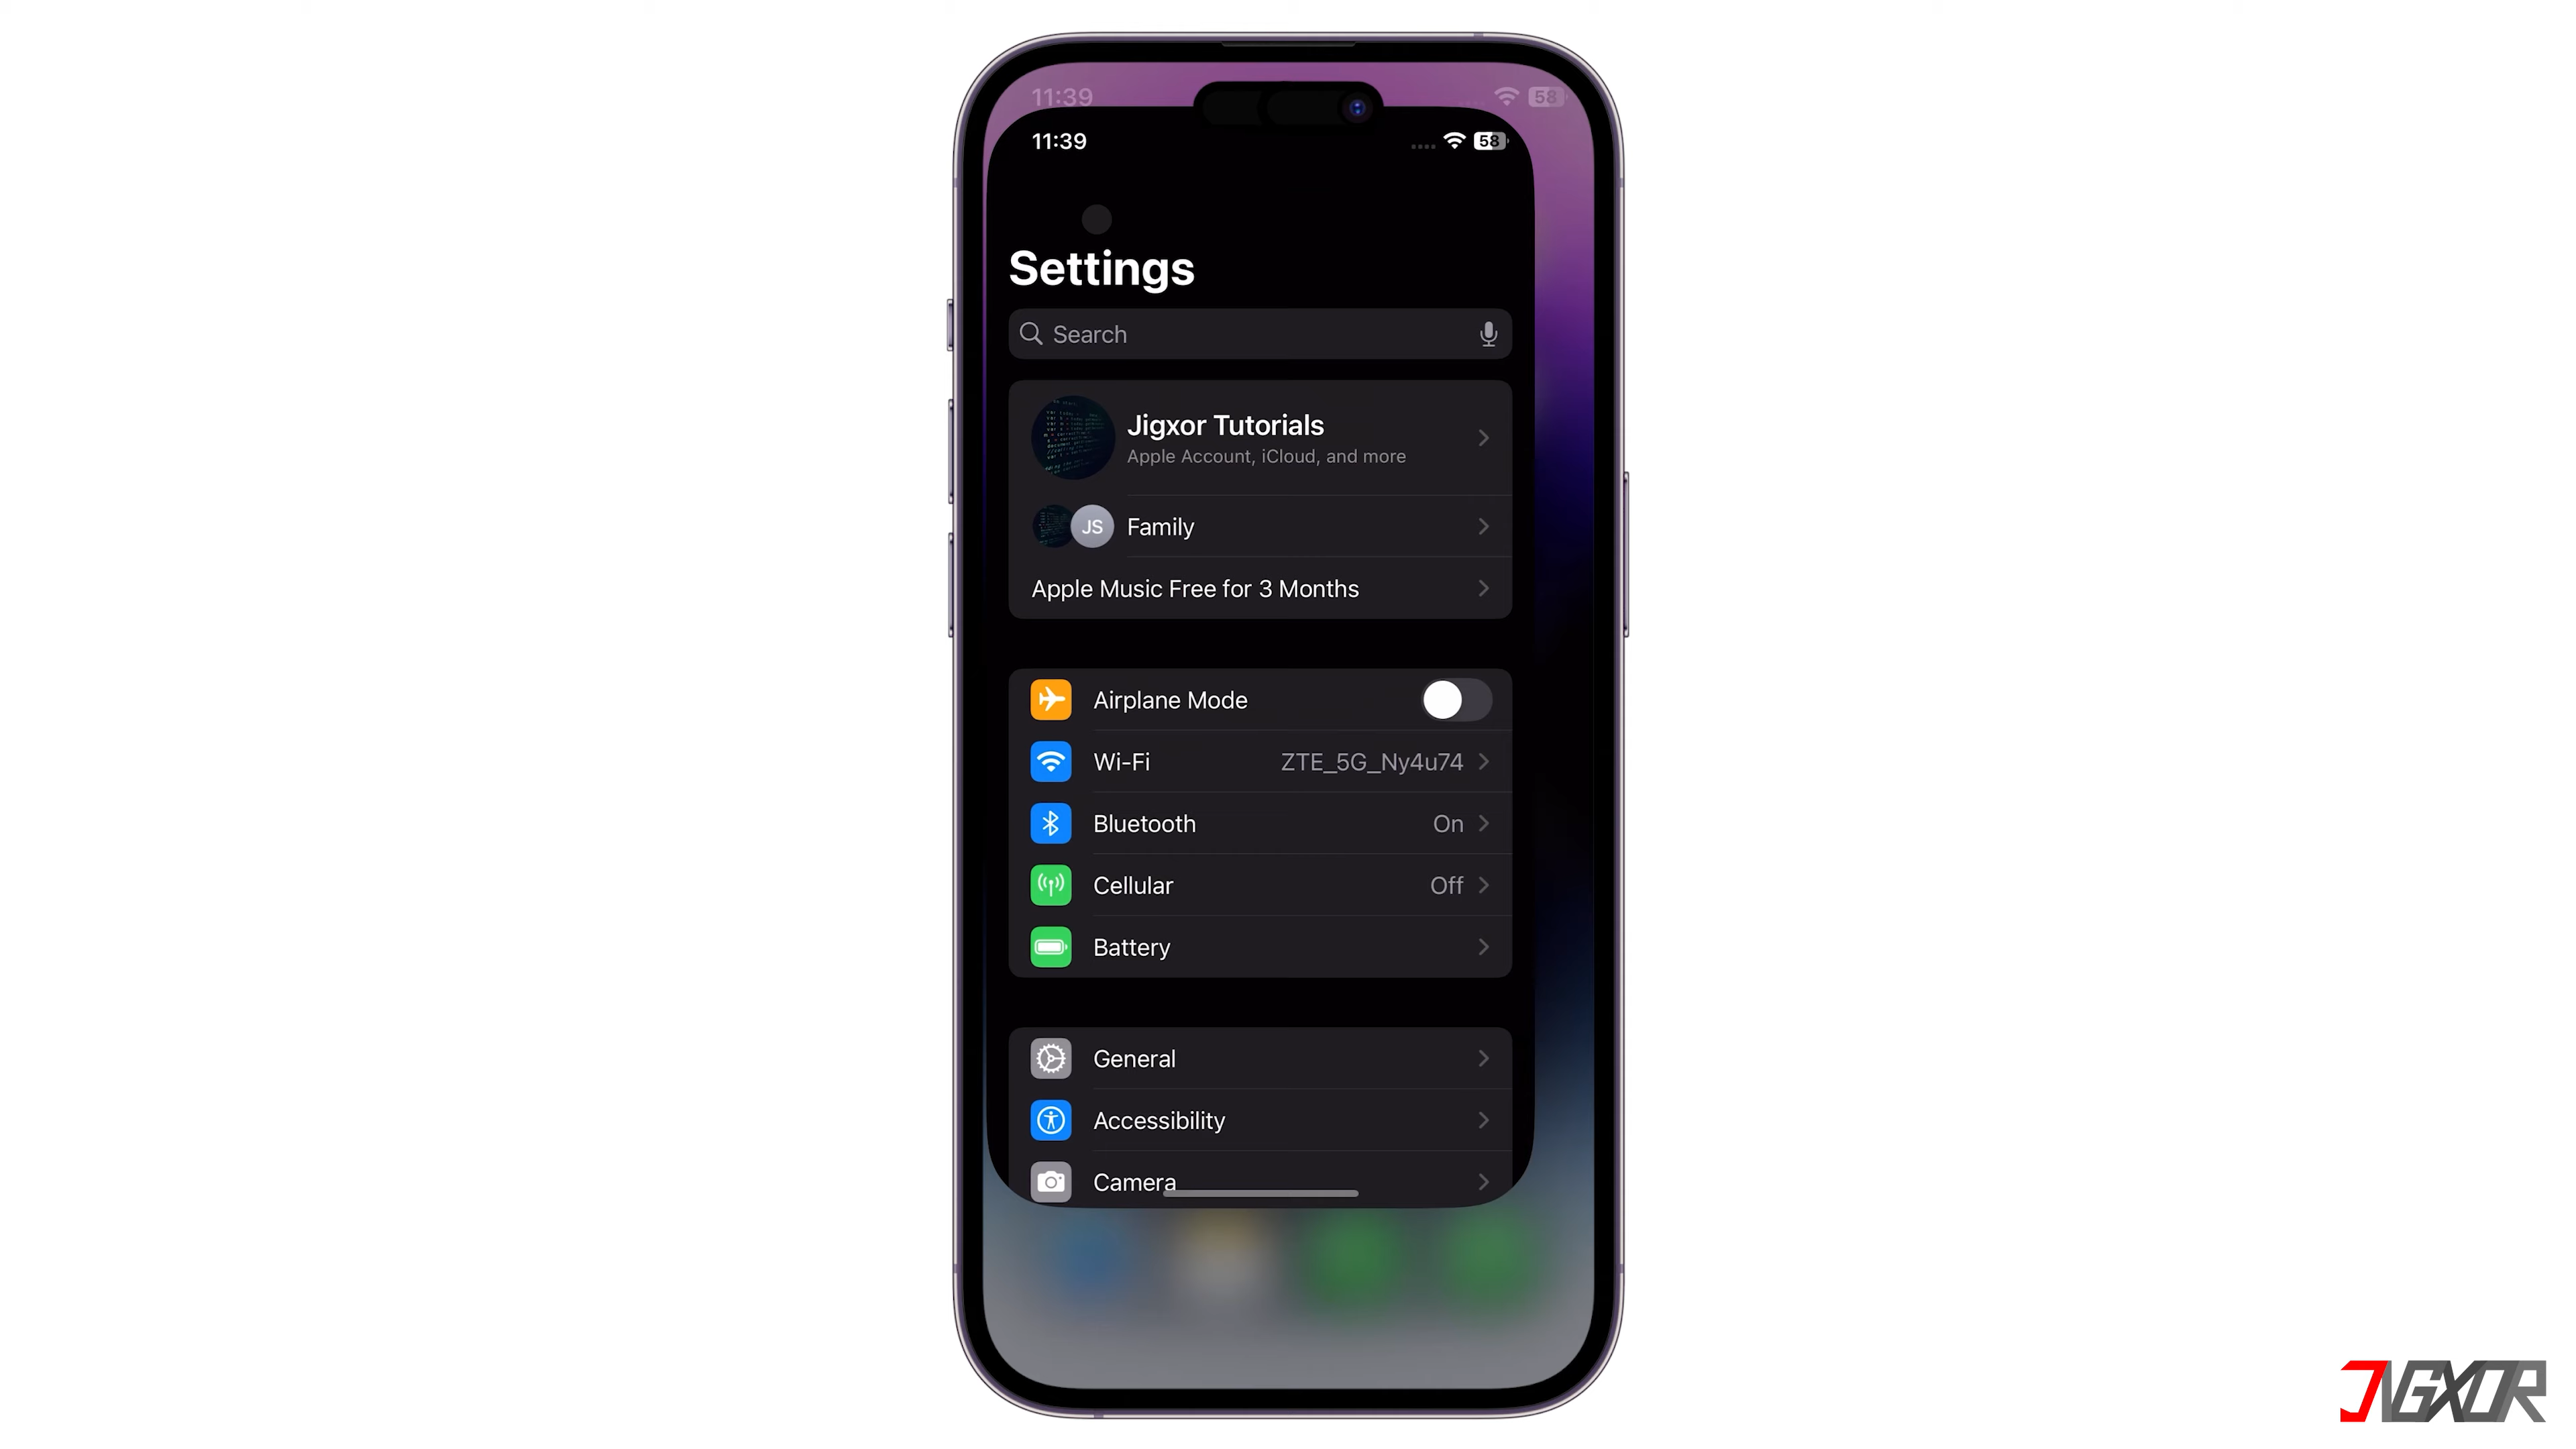 11:39
58
11:39
58
Settings
Search
Jigxor Tutorials
Apple Account, iCloud, and more
JS
Family
Apple Music Free for 3 Months
Airplane Mode
Wi-Fi
ZTE_5G_Ny4u74
Bluetooth
On
Cellular
Off
Battery
General
Accessibility
Camera
JIGXOR